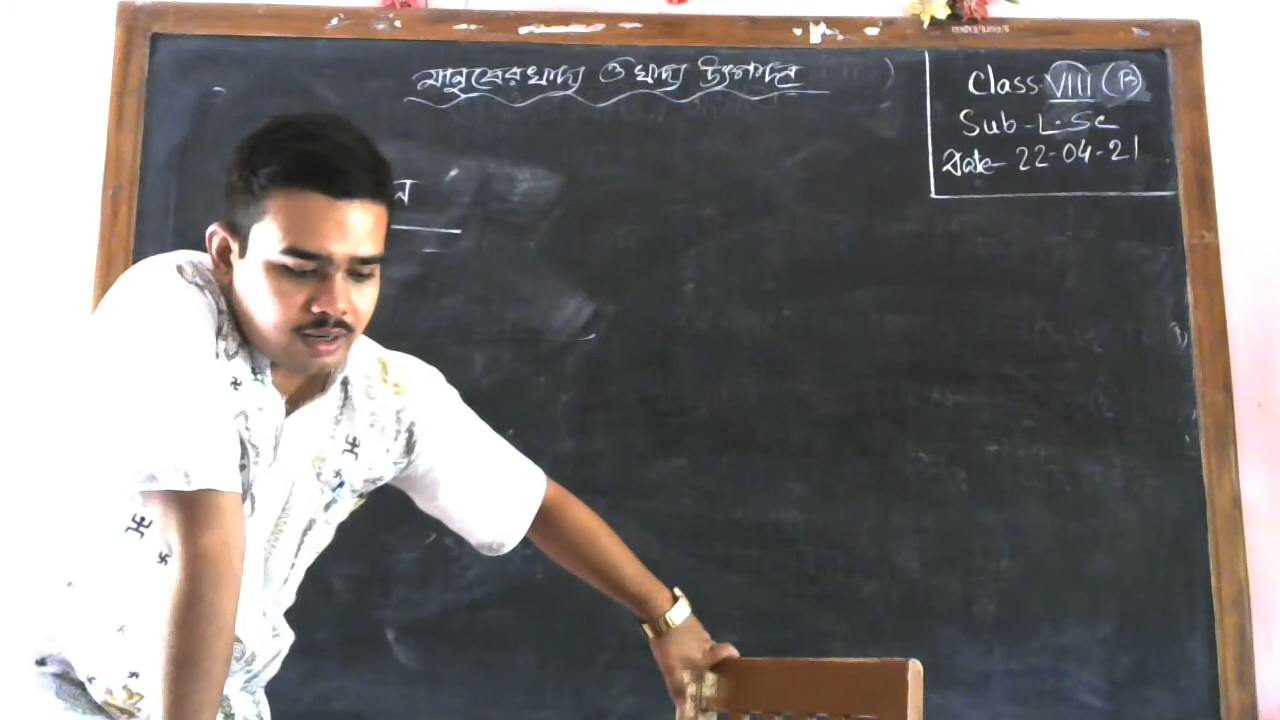 মানুষের খাদ্য ও খাদ্য উৎপাদন
Class VIII (B)
Sub-L.Sc
Date- 22-04-21
ন